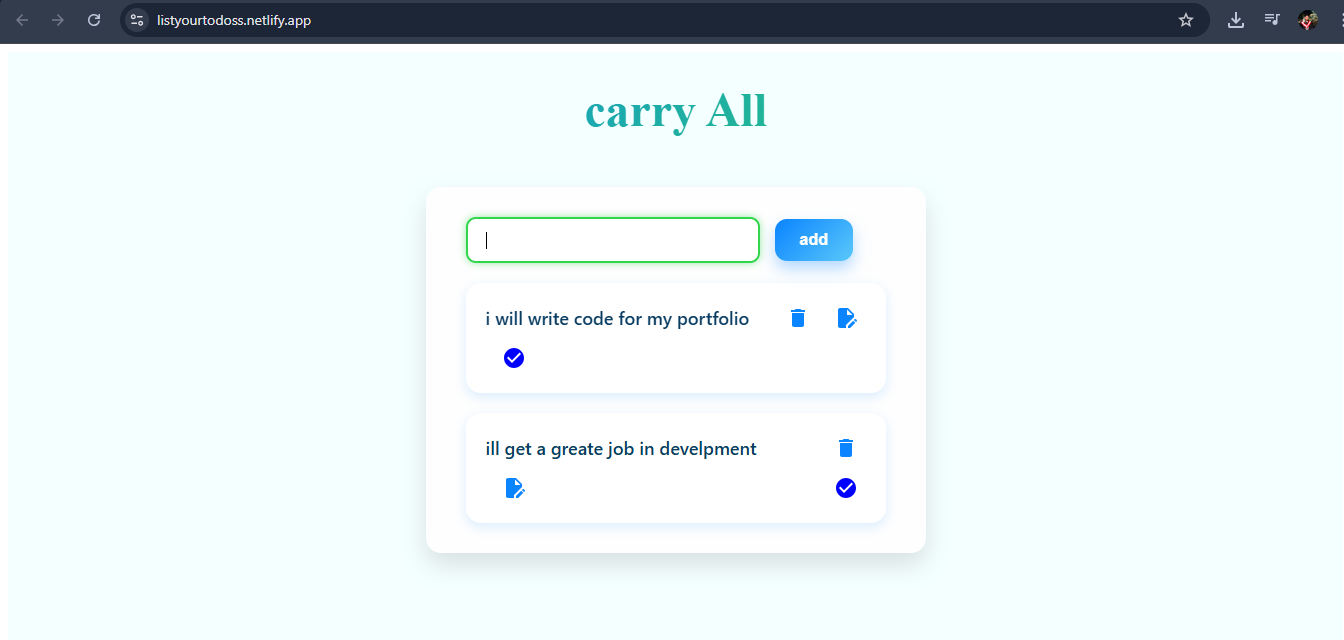 listyourtodoss.netlify.app
carry All
add
i will write code for my portfolio
ill get a greate job in develpment